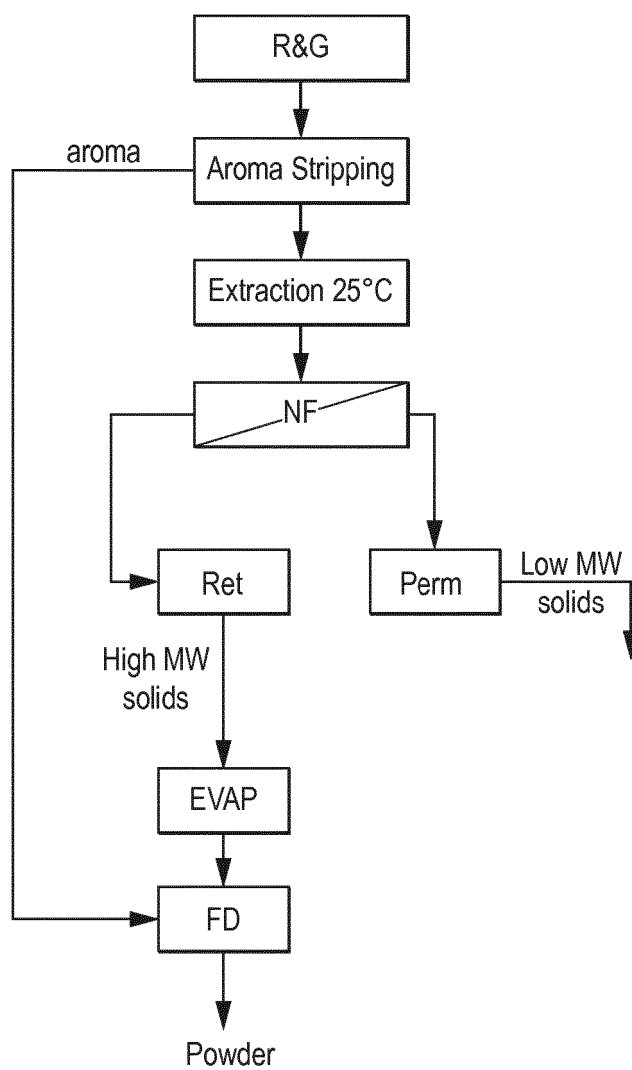 R&G
aroma
Aroma Stripping
Extraction 25°C
NF
Ret
Perm
Low MW
solids
High MW
solids
EVAP
FD
Powder